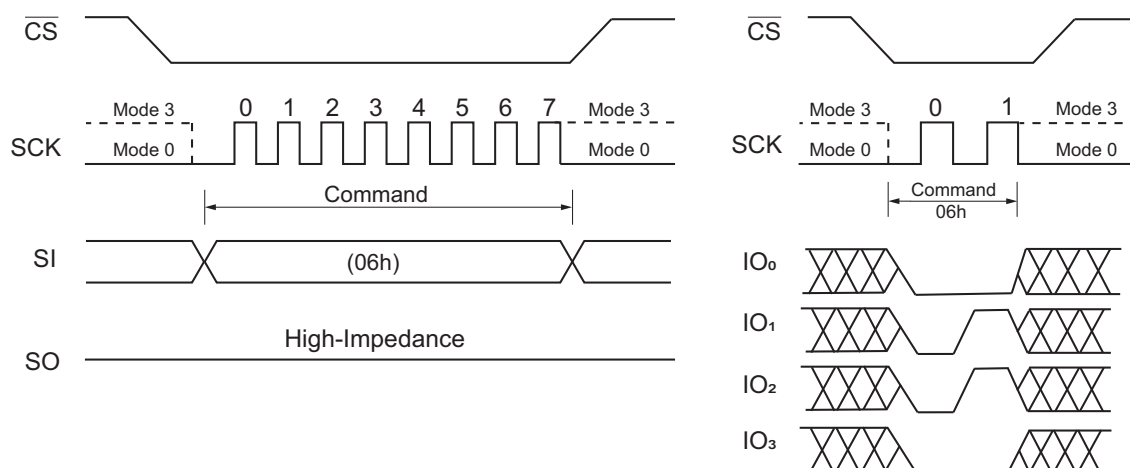 CS
Mode 3
0 1 2 3 4 5 6 7
Mode 3
SCK
Mode 0
Mode 0
Command
SI
(06h)
High-Impedance
SO
CS
Mode 3
0 1
Mode 3
SCK
Mode 0
Mode 0
Command
06h
IO₀
IO₁
IO₂
IO₃